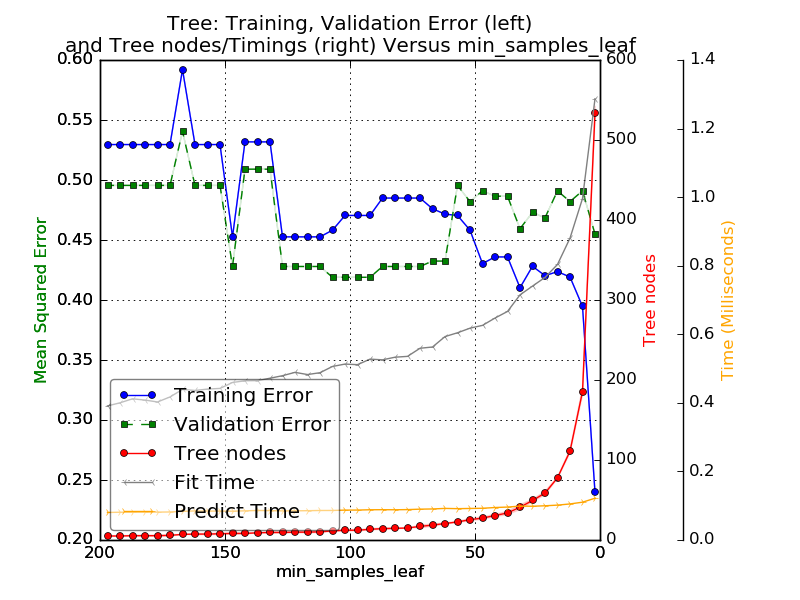 Tree: Training, Validation Error (left)
and Tree nodes/Timings (right) Versus min_samples_leaf
0.60
0.55
0.50
0.45
0.40
0.35
0.30
0.25
0.20
Mean Squared Error
200
150
100
50
0
min_samples_leaf
Training Error
Validation Error
Tree nodes
Fit Time
Predict Time
600
500
400
300
200
100
0
Tree nodes
1.4
1.2
1.0
0.8
0.6
0.4
0.2
0.0
Time (Milliseconds)